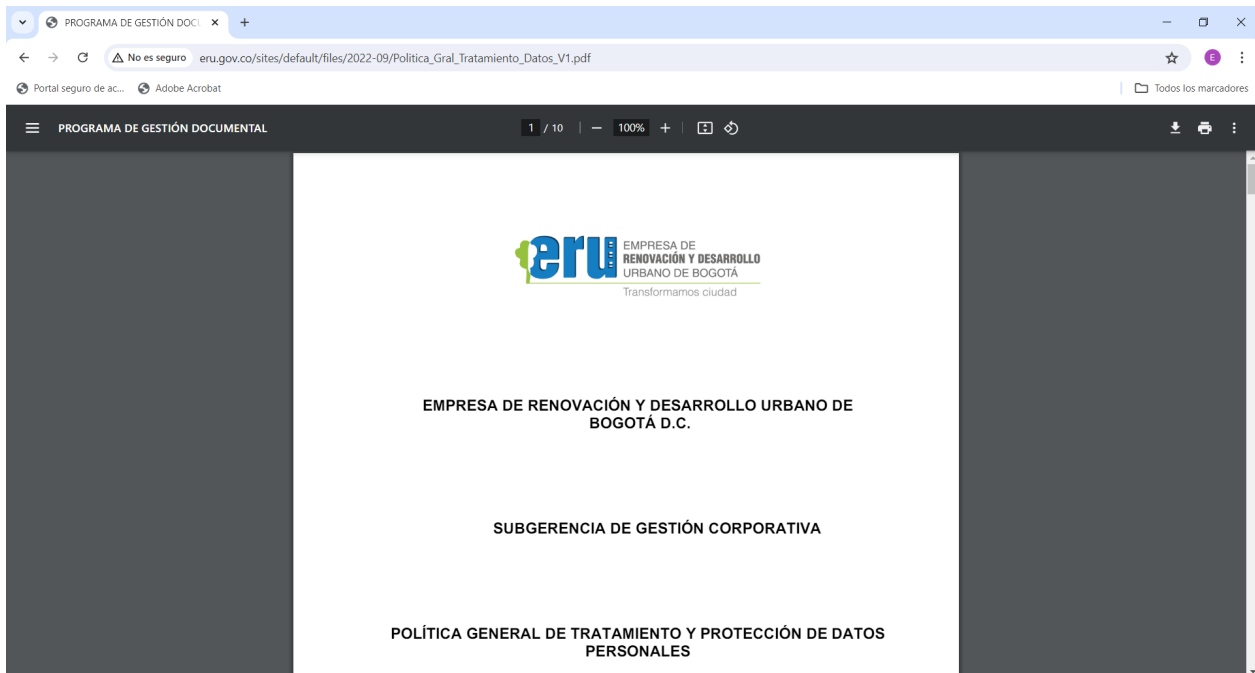 PROGRAMA DE GESTIÓN DOCU
No es seguro
eru.gov.co/sites/default/files/2022-09/Politica_Gral_Tratamiento_Datos_V1.pdf
E
Portal seguro de ac...
Adobe Acrobat
Todos los marcadores
PROGRAMA DE GESTIÓN DOCUMENTAL
1 / 10
100%
eru
EMPRESA DE
RENOVACIÓN Y DESARROLLO
URBANO DE BOGOTÁ
Transformamos ciudad
EMPRESA DE RENOVACIÓN Y DESARROLLO URBANO DE
BOGOTÁ D.C.
SUBGERENCIA DE GESTIÓN CORPORATIVA
POLÍTICA GENERAL DE TRATAMIENTO Y PROTECCIÓN DE DATOS
PERSONALES